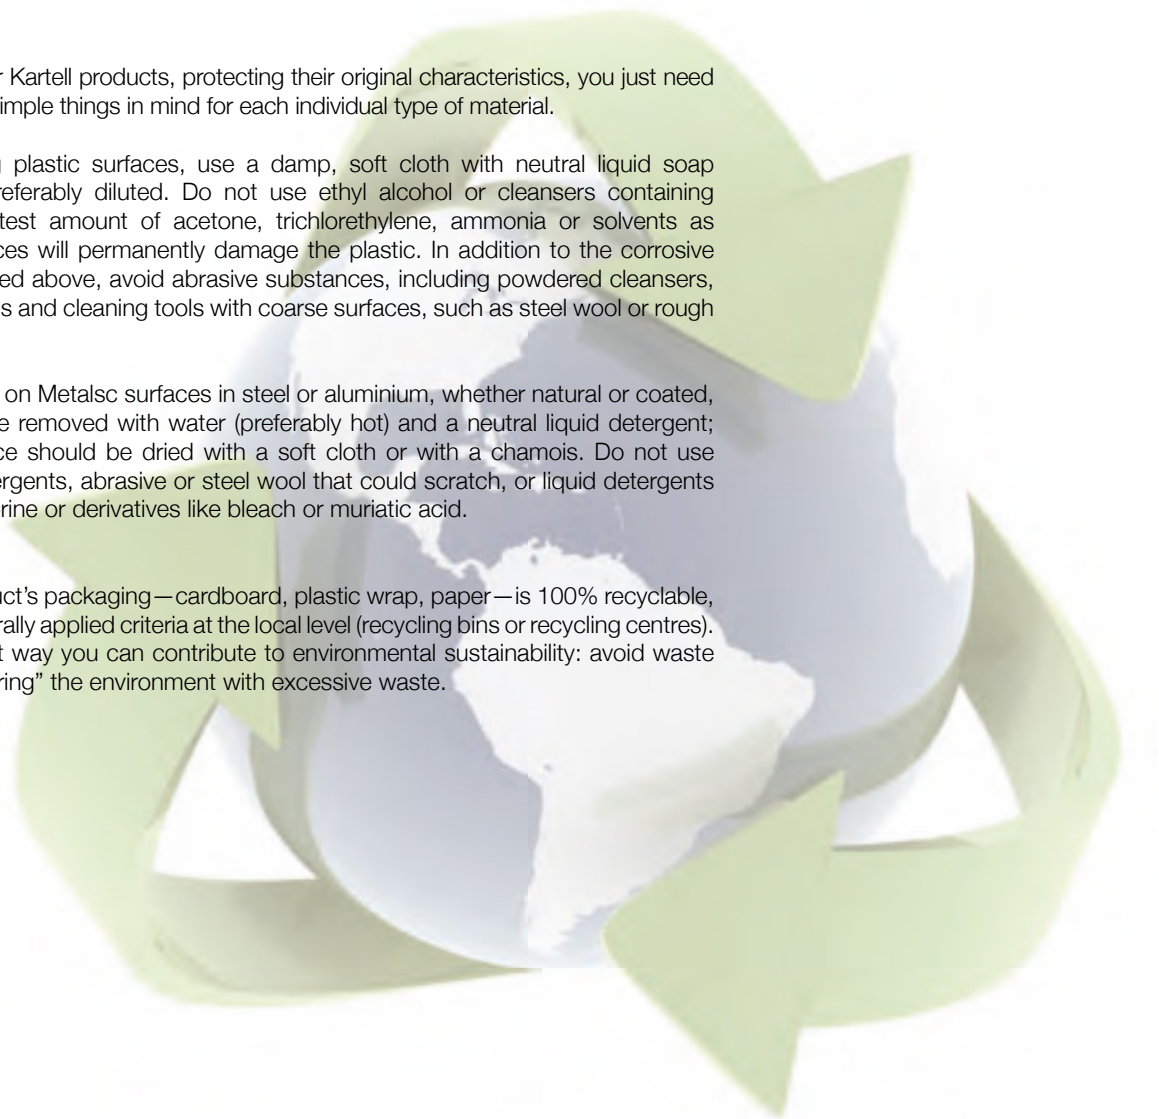 r Kartell products, protecting their original characteristics, you just need
imple things in mind for each individual type of material.
g plastic surfaces, use a damp, soft cloth with neutral liquid soap
referably diluted. Do not use ethyl alcohol or cleansers containing
test amount of acetone, trichlorethylene, ammonia or solvents as
ces will permanently damage the plastic. In addition to the corrosive
ed above, avoid abrasive substances, including powdered cleansers,
s and cleaning tools with coarse surfaces, such as steel wool or rough
on Metalsc surfaces in steel or aluminium, whether natural or coated,
e removed with water (preferably hot) and a neutral liquid detergent;
ce should be dried with a soft cloth or with a chamois. Do not use
ergents, abrasive or steel wool that could scratch, or liquid detergents
orine or derivatives like bleach or muriatic acid.
uct’s packaging—cardboard, plastic wrap, paper—is 100% recyclable,
rally applied criteria at the local level (recycling bins or recycling centres).
t way you can contribute to environmental sustainability: avoid waste
ring” the environment with excessive waste.